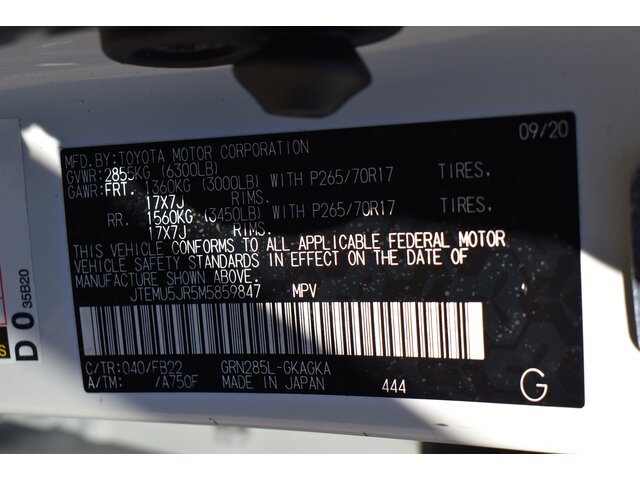 09/20
MFD.BY:TOYOTA MOTOR CORPORATION
GVWR:2855KG (6300LB)
GAWR:FRT. 1360KG (3000LB) WITH P265/70R17 TIRES.
17X7J RIMS.
RR. 1560KG (3450LB) WITH P265/70R17 TIRES.
17X7J RIMS.
THIS VEHICLE CONFORMS TO ALL APPLICABLE FEDERAL MOTOR
VEHICLE SAFETY STANDARDS IN EFFECT ON THE DATE OF
MANUFACTURE SHOWN ABOVE.
JTEMU5JR5M5859847 MPV
C/TR:040/FB22 GRN285L-GKAGKA
A/TM: /A750F MADE IN JAPAN 444
G
D 0 35B20
S